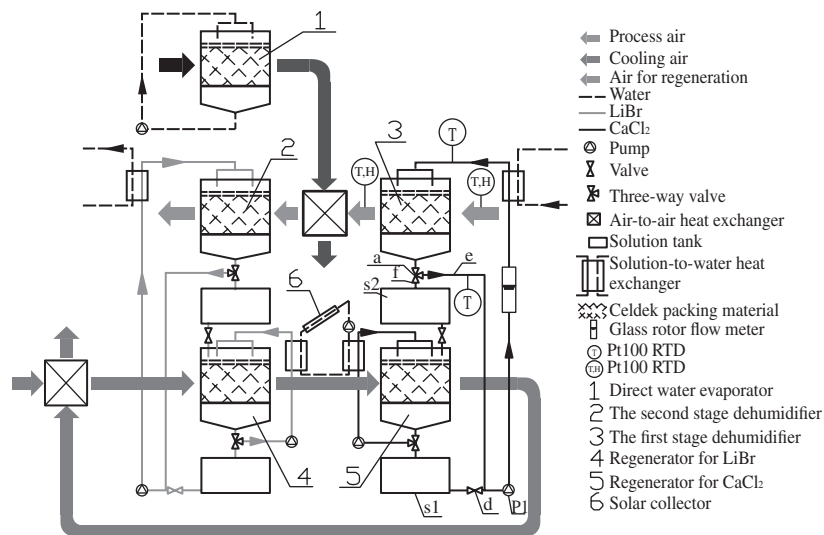 1
T
3
2
T,H
T,H
a
e
f
s2
6
T
4
5
s1
d
P1
Process air
Cooling air
Air for regeneration
Water
LiBr
CaCl₂
Pump
Valve
Three-way valve
Air-to-air heat exchanger
Solution tank
Solution-to-water heat
exchanger
Celdek packing material
Glass rotor flow meter
T Pt100 RTD
T,H Pt100 RTD
1 Direct water evaporator
2 The second stage dehumidifier
3 The first stage dehumidifier
4 Regenerator for LiBr
5 Regenerator for CaCl₂
6 Solar collector